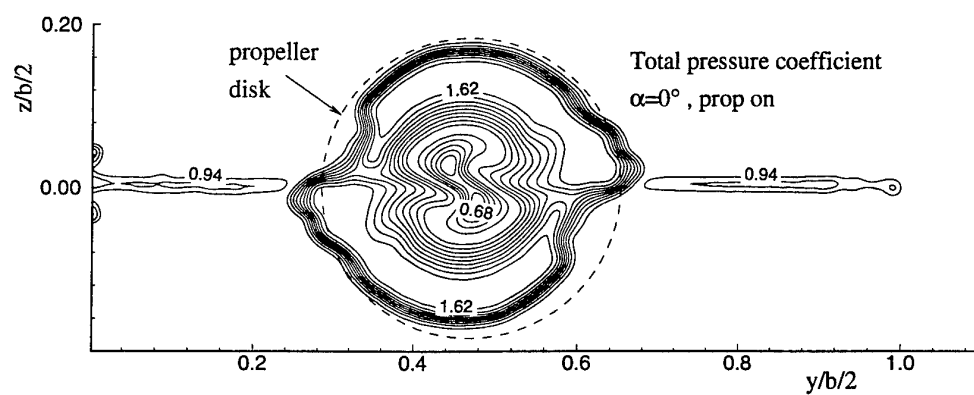 0.20
propeller
disk
1.62
Total pressure coefficient
α=0° , prop on
z/b/2
0.94
0.94
0.00
0.68
1.62
0.2
0.4
0.6
0.8
1.0
y/b/2